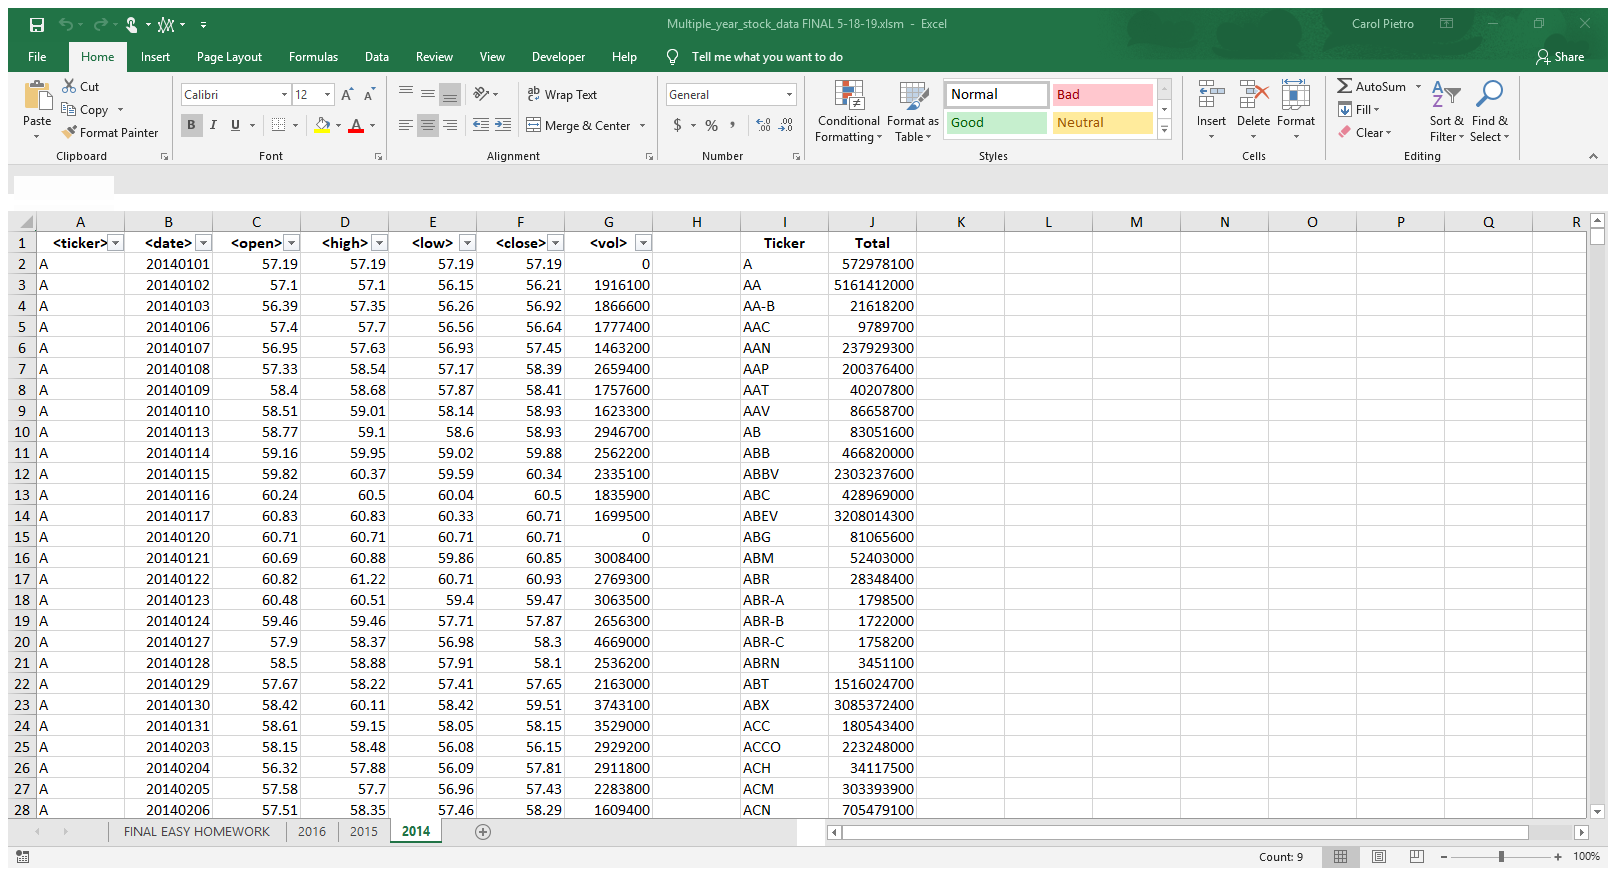 Multiple_year_stock_data FINAL 5-18-19.xlsm - Excel Carol Pietro
File Home Insert Page Layout Formulas Data Review View Developer Help Tell me what you want to do Share
Paste Cut Copy Format Painter Clipboard
Calibri 12 B I U Font
Wrap Text Merge & Center Alignment
General $ % , Number
Conditional Formatting Format as Table Normal Bad Good Neutral Styles
Insert Delete Format Cells
AutoSum Fill Clear Sort & Filter Find & Select Editing
A B C D E F G H I J K L M N O P Q R
1 <ticker> <date> <open> <high> <low> <close> <vol> Ticker Total
2 A 20140101 57.19 57.19 57.19 57.19 0 A 572978100
3 A 20140102 57.1 57.1 56.15 56.21 1916100 AA 5161412000
4 A 20140103 56.39 57.35 56.26 56.92 1866600 AA-B 21618200
5 A 20140106 57.4 57.7 56.56 56.64 1777400 AAC 9789700
6 A 20140107 56.95 57.63 56.93 57.45 1463200 AAN 237929300
7 A 20140108 57.33 58.54 57.17 58.39 2659400 AAP 200376400
8 A 20140109 58.4 58.68 57.87 58.41 1757600 AAT 40207800
9 A 20140110 58.51 59.01 58.14 58.93 1623300 AAV 86658700
10 A 20140113 58.77 59.1 58.6 58.93 2946700 AB 83051600
11 A 20140114 59.16 59.95 59.02 59.88 2562200 ABB 466820000
12 A 20140115 59.82 60.37 59.59 60.34 2335100 ABBV 2303237600
13 A 20140116 60.24 60.5 60.04 60.5 1835900 ABC 428969000
14 A 20140117 60.83 60.83 60.33 60.71 1699500 ABEV 3208014300
15 A 20140120 60.71 60.71 60.71 60.71 0 ABG 81065600
16 A 20140121 60.69 60.88 59.86 60.85 3008400 ABM 52403000
17 A 20140122 60.82 61.22 60.71 60.93 2769300 ABR 28348400
18 A 20140123 60.48 60.51 59.4 59.47 3063500 ABR-A 1798500
19 A 20140124 59.46 59.46 57.71 57.87 2656300 ABR-B 1722000
20 A 20140127 57.9 58.37 56.98 58.3 4669000 ABR-C 1758200
21 A 20140128 58.5 58.88 57.91 58.1 2536200 ABRN 3451100
22 A 20140129 57.67 58.22 57.41 57.65 2163000 ABT 1516024700
23 A 20140130 58.42 60.11 58.42 59.51 3743100 ABX 3085372400
24 A 20140131 58.61 59.15 58.05 58.15 3529000 ACC 180543400
25 A 20140203 58.15 58.48 56.08 56.15 2929200 ACCO 223248000
26 A 20140204 56.32 57.88 56.09 57.81 2911800 ACH 34117500
27 A 20140205 57.58 57.7 56.96 57.43 2283800 ACM 303393900
28 A 20140206 57.51 58.35 57.46 58.29 1609400 ACN 705479100
FINAL EASY HOMEWORK 2016 2015 2014
Count: 9 100%